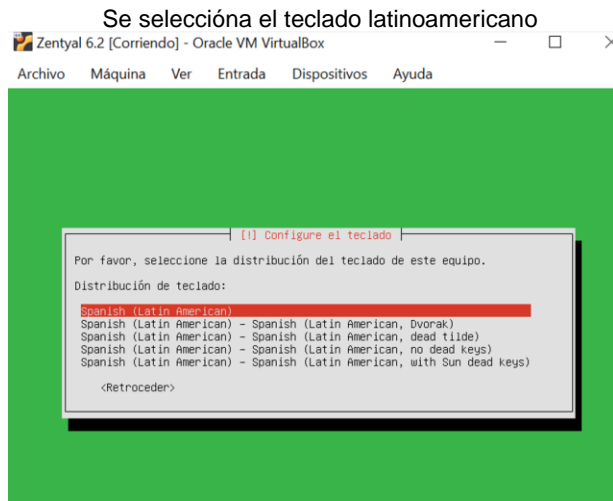 Se seleccióna el teclado latinoamericano
Zentyal 6.2 [Corriendo] - Oracle VM VirtualBox
Archivo Máquina Ver Entrada Dispositivos Ayuda
[!] Configure el teclado
Por favor, seleccione la distribución del teclado de este equipo.
Distribución de teclado:
Spanish (Latin American)
Spanish (Latin American) - Spanish (Latin American, Dvorak)
Spanish (Latin American) - Spanish (Latin American, dead tilde)
Spanish (Latin American) - Spanish (Latin American, no dead keys)
Spanish (Latin American) - Spanish (Latin American, with Sun dead keys)
<Retroceder>